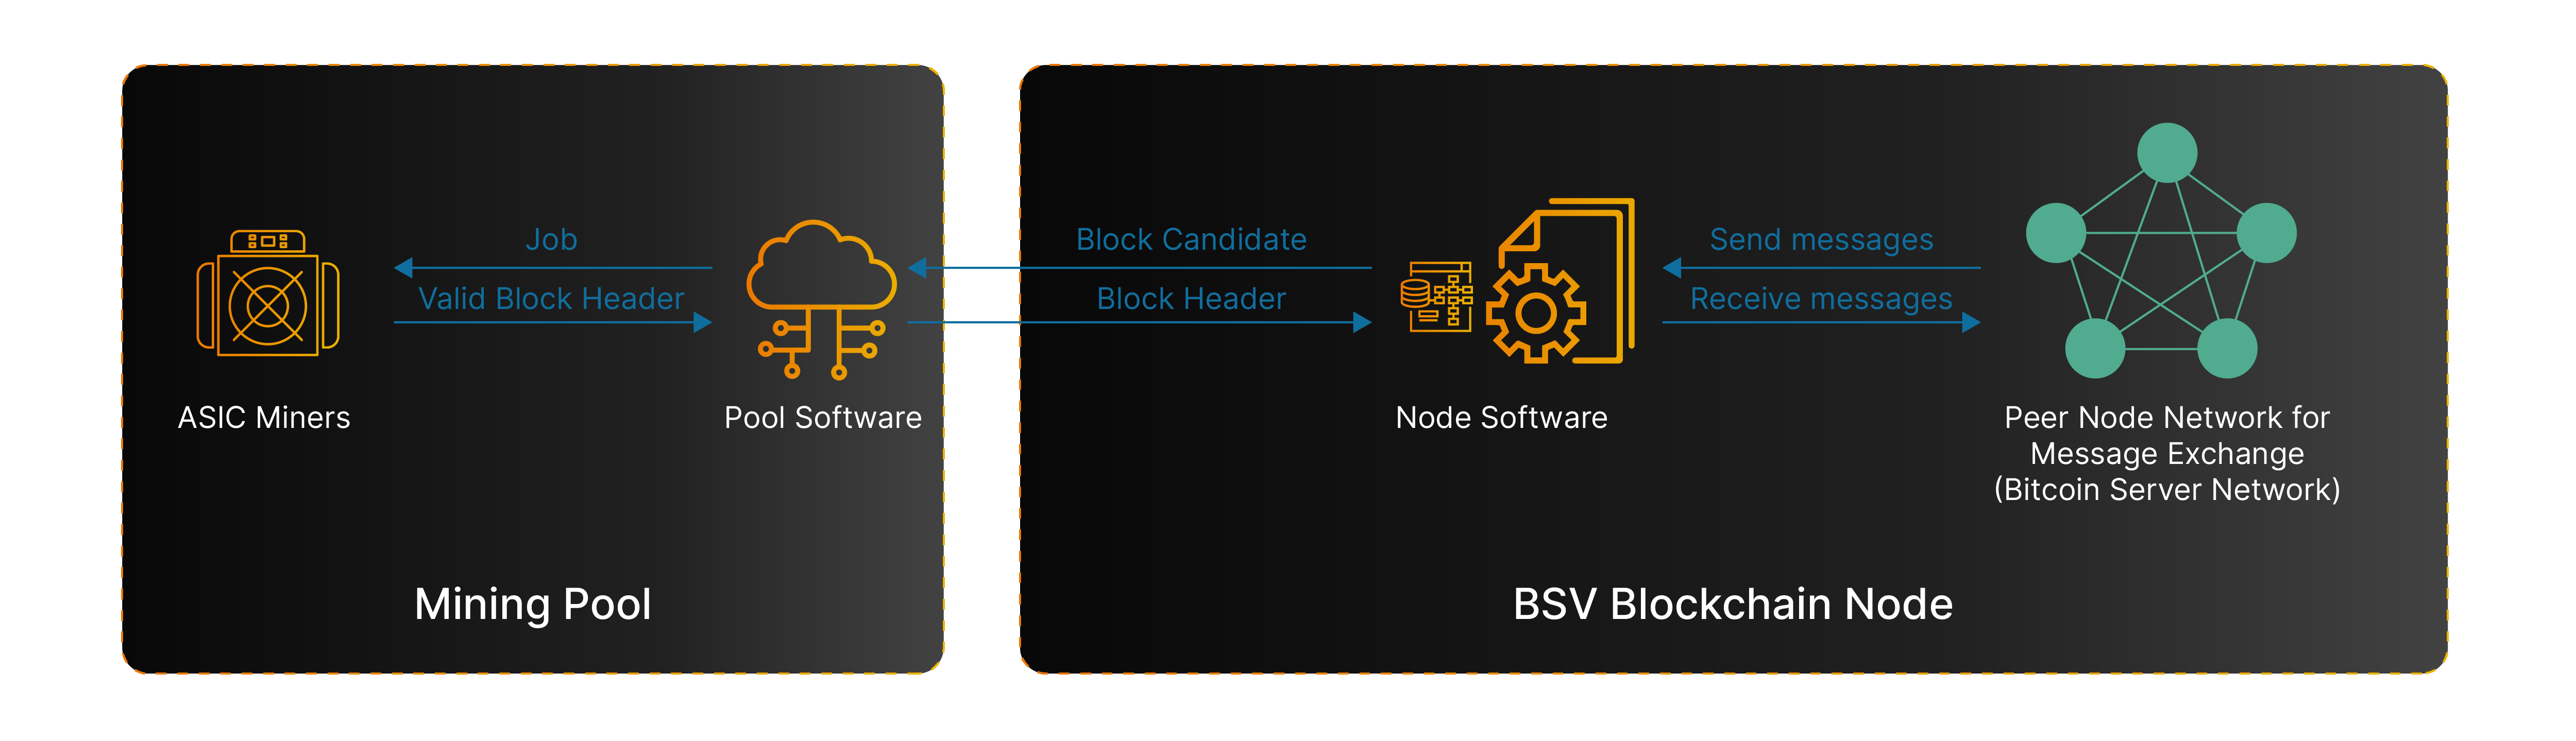 Job
Valid Block Header
ASIC Miners
Pool Software
Mining Pool
Block Candidate
Block Header
Send messages
Receive messages
Node Software
Peer Node Network for
Message Exchange
(Bitcoin Server Network)
BSV Blockchain Node